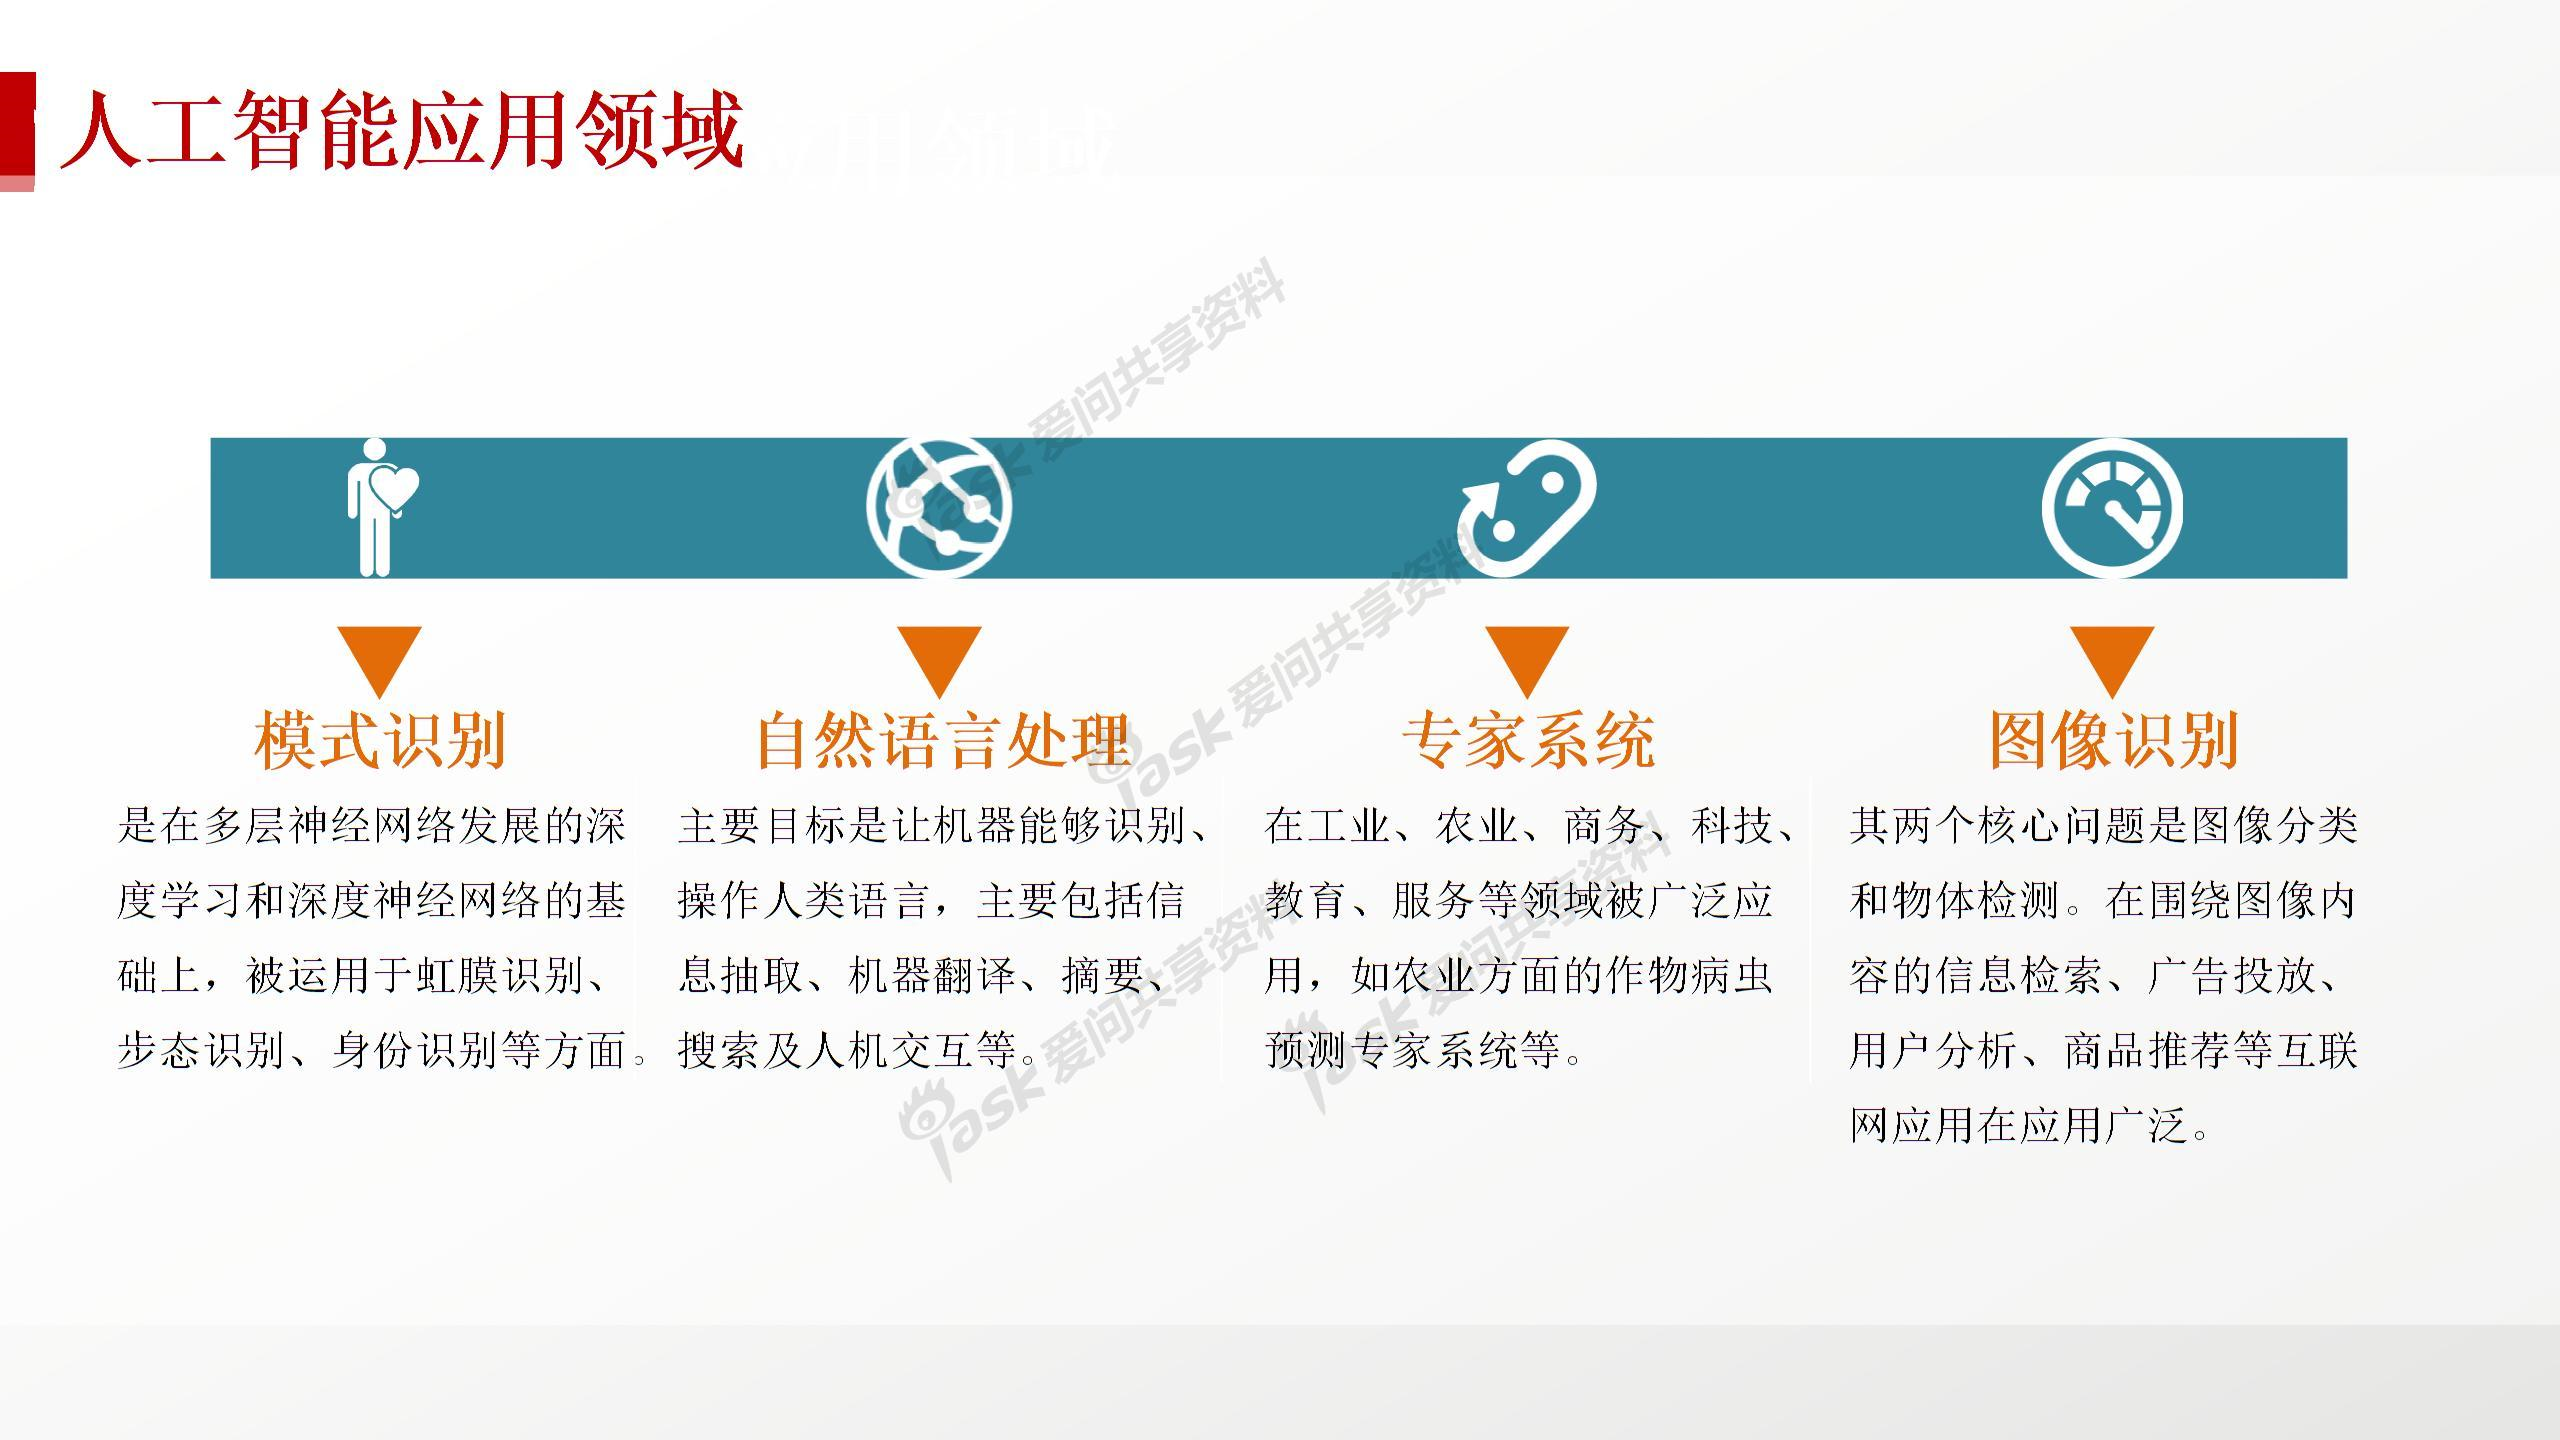 人工智能应用领域
模式识别
是在多层神经网络发展的深
度学习和深度神经网络的基
础上，被运用于虹膜识别、
步态识别、身份识别等方面。
自然语言处理
主要目标是让机器能够识别、
操作人类语言，主要包括信
息抽取、机器翻译、摘要、
搜索及人机交互等。
专家系统
在工业、农业、商务、科技、
教育、服务等领域被广泛应
用，如农业方面的作物病虫
预测专家系统等。
图像识别
其两个核心问题是图像分类
和物体检测。在围绕图像内
容的信息检索、广告投放、
用户分析、商品推荐等互联
网应用在应用广泛。
iask 爱问共享资料
iask 爱问共享资料
iask 爱问共享资料
iask 爱问共享资料